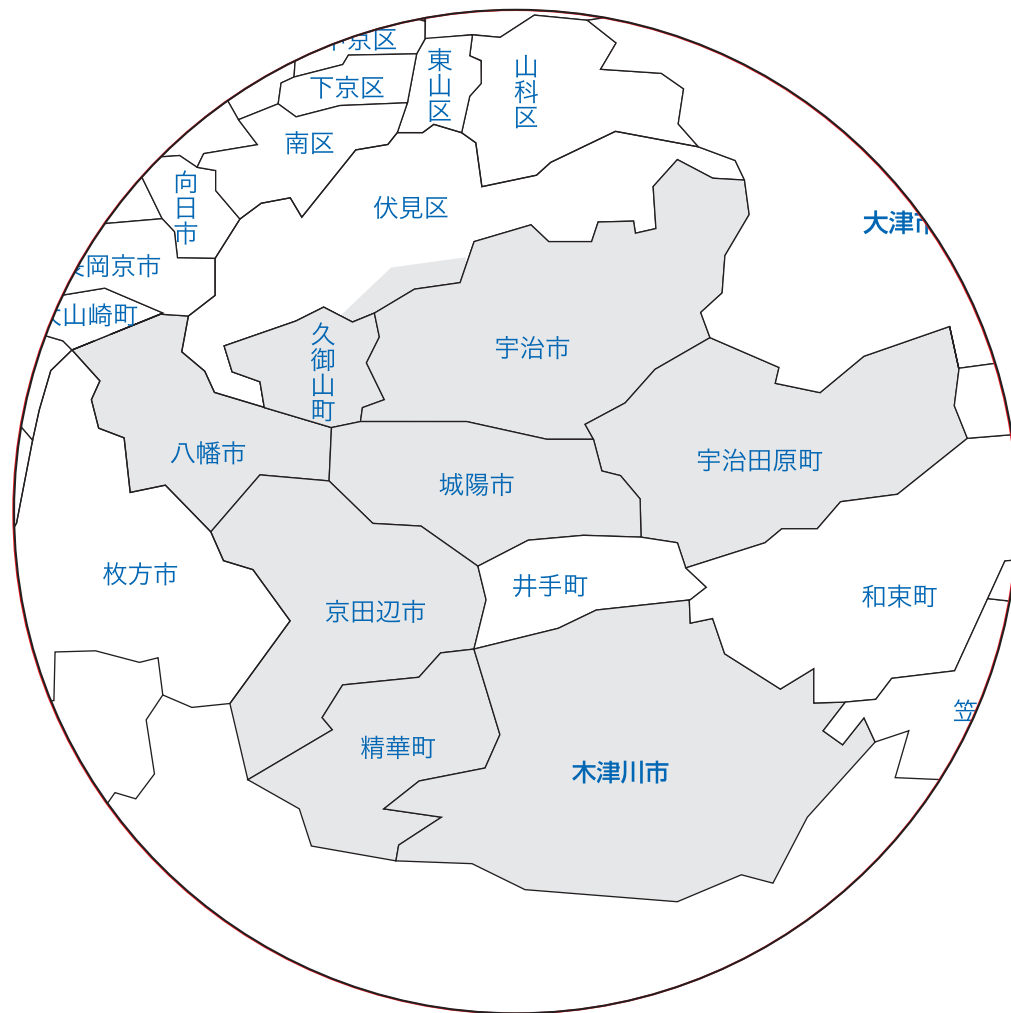 京区
東山区
山科区
下京区
南区
向日市
伏見区
大津市
岡京市
山崎町
久御山町
宇治市
八幡市
城陽市
宇治田原町
枚方市
井手町
京田辺市
和束町
笠
精華町
木津川市